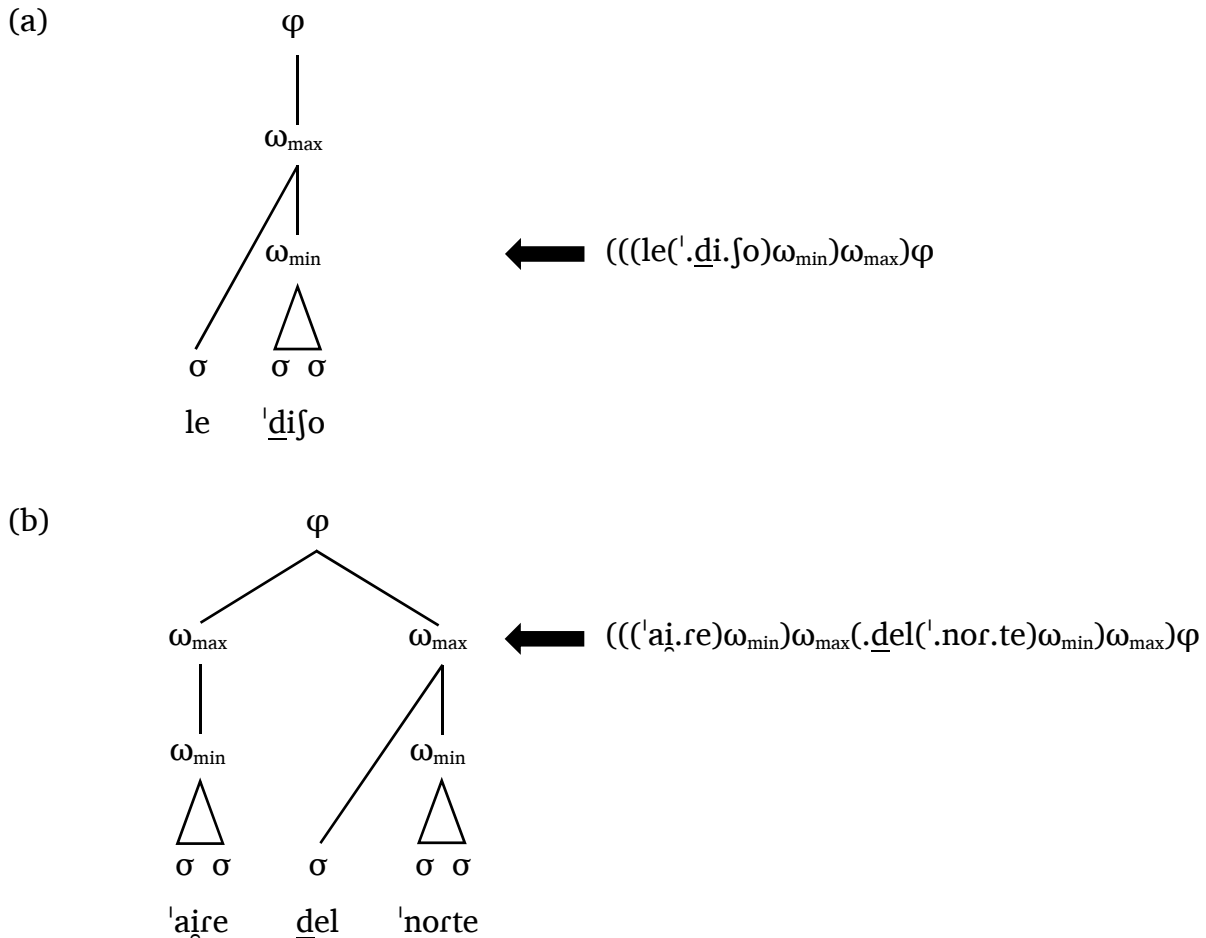 (a)
φ
ωmax
ωmin
(((le(ˈ.d̲i.ʃo)ωmin)ωmax)φ
σ
σ σ
le ˈd̲iʃo
(b)
φ
ωmax ωmax
(((ˈai̯.ɾe)ωmin)ωmax(.d̲el(ˈ.noɾ.te)ωmin)ωmax)φ
ωmin ωmin
σ σ σ σ σ
ˈai̯ɾe d̲el ˈnoɾte